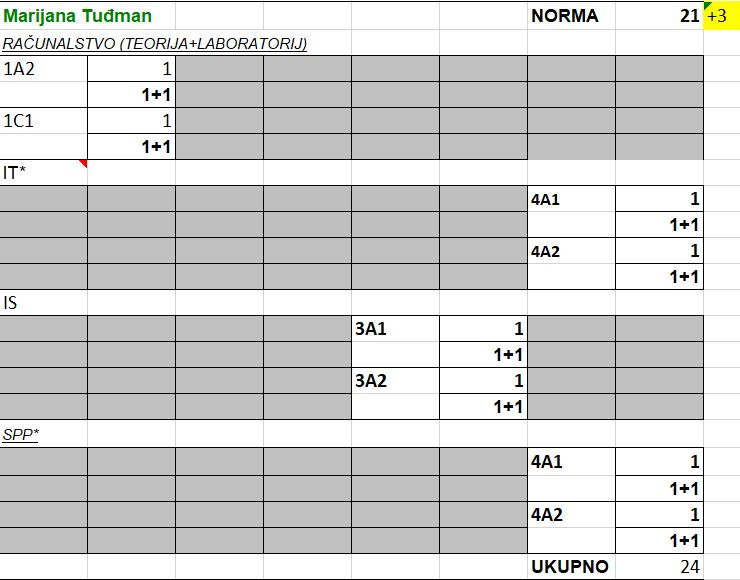 Marijana Tuđman NORMA 21 +3
RAČUNALSTVO (TEORIJA+LABORATORIJ)
1A2 1
1+1
1C1 1
1+1
IT*
4A1 1
1+1
4A2 1
1+1
IS
3A1 1
1+1
3A2 1
1+1
SPP*
4A1 1
1+1
4A2 1
1+1
UKUPNO 24